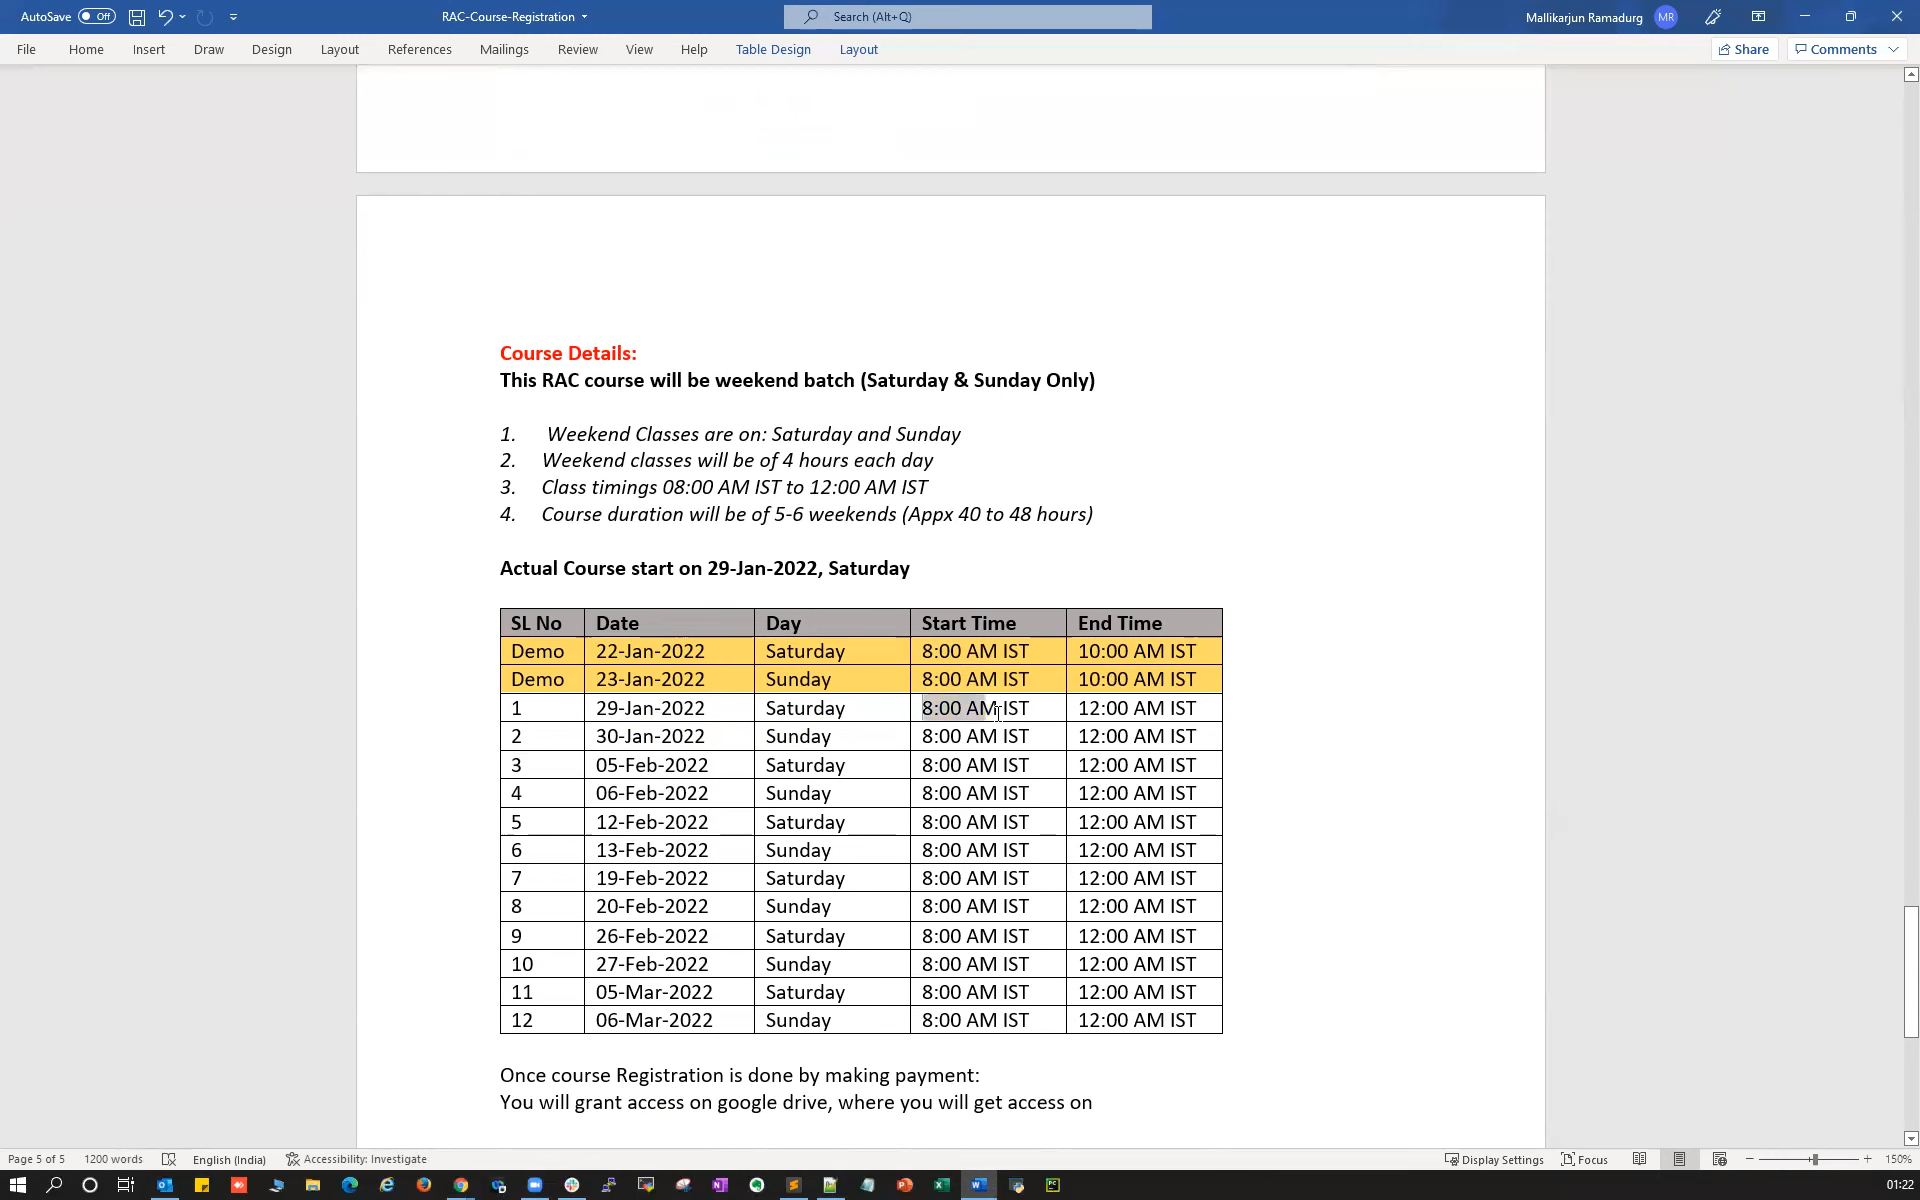 AutoSave Off RAC-Course-Registration Search (Alt+Q) Mallikarjun Ramadurg MR
File Home Insert Draw Design Layout References Mailings Review View Help Table Design Layout Share Comments
Course Details:
This RAC course will be weekend batch (Saturday & Sunday Only)
1. Weekend Classes are on: Saturday and Sunday
2. Weekend classes will be of 4 hours each day
3. Class timings 08:00 AM IST to 12:00 AM IST
4. Course duration will be of 5-6 weekends (Appx 40 to 48 hours)
Actual Course start on 29-Jan-2022, Saturday
SL No Date Day Start Time End Time
Demo 22-Jan-2022 Saturday 8:00 AM IST 10:00 AM IST
Demo 23-Jan-2022 Sunday 8:00 AM IST 10:00 AM IST
1 29-Jan-2022 Saturday 8:00 AM IST 12:00 AM IST
2 30-Jan-2022 Sunday 8:00 AM IST 12:00 AM IST
3 05-Feb-2022 Saturday 8:00 AM IST 12:00 AM IST
4 06-Feb-2022 Sunday 8:00 AM IST 12:00 AM IST
5 12-Feb-2022 Saturday 8:00 AM IST 12:00 AM IST
6 13-Feb-2022 Sunday 8:00 AM IST 12:00 AM IST
7 19-Feb-2022 Saturday 8:00 AM IST 12:00 AM IST
8 20-Feb-2022 Sunday 8:00 AM IST 12:00 AM IST
9 26-Feb-2022 Saturday 8:00 AM IST 12:00 AM IST
10 27-Feb-2022 Sunday 8:00 AM IST 12:00 AM IST
11 05-Mar-2022 Saturday 8:00 AM IST 12:00 AM IST
12 06-Mar-2022 Sunday 8:00 AM IST 12:00 AM IST
Once course Registration is done by making payment:
You will grant access on google drive, where you will get access on
Page 5 of 5 1200 words English (India) Accessibility: Investigate Display Settings Focus 150%
01:22